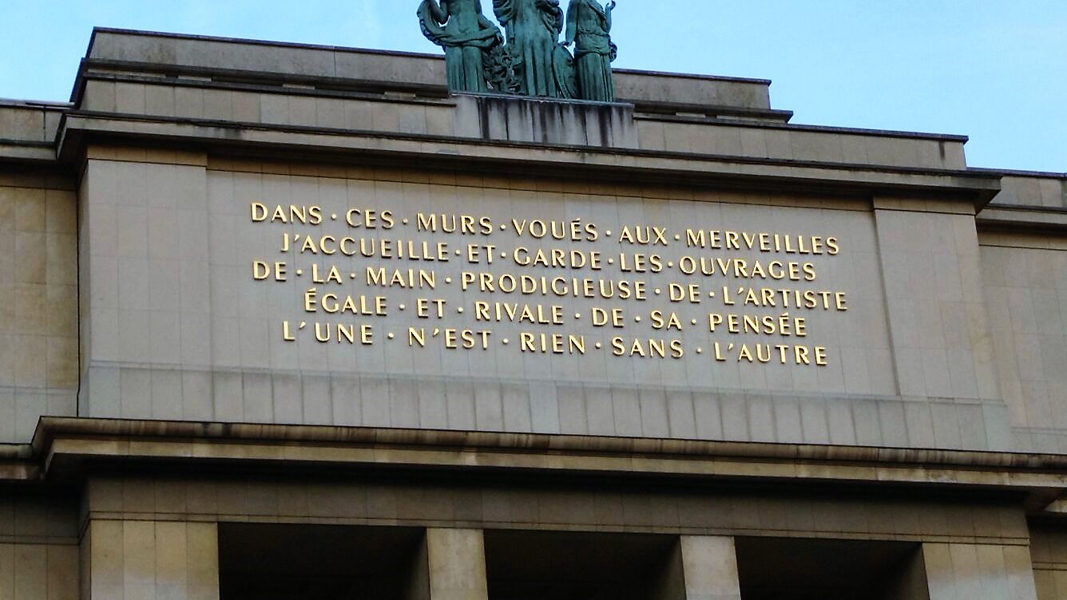 DANS · CES · MURS · VOUÉS · AUX · MERVEILLES
J'ACCUEILLE · ET · GARDE · LES · OUVRAGES
DE · LA · MAIN · PRODIGIEUSE · DE · L'ARTISTE
ÉGALE · ET · RIVALE · DE · SA · PENSÉE
L'UNE · N'EST · RIEN · SANS · L'AUTRE